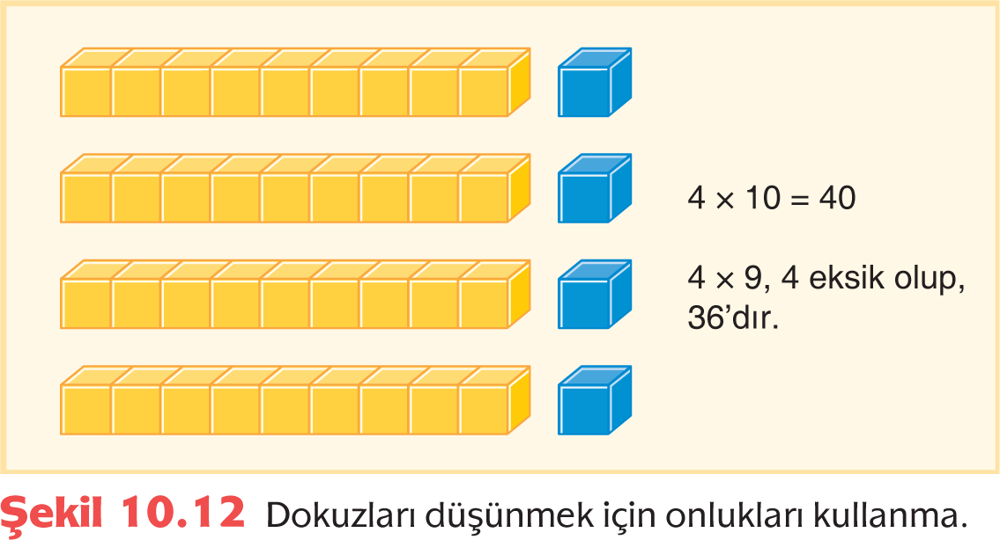 4 × 10 = 40
4 × 9, 4 eksik olup,
36’dır.
Şekil 10.12 Dokuzları düşünmek için onlukları kullanma.